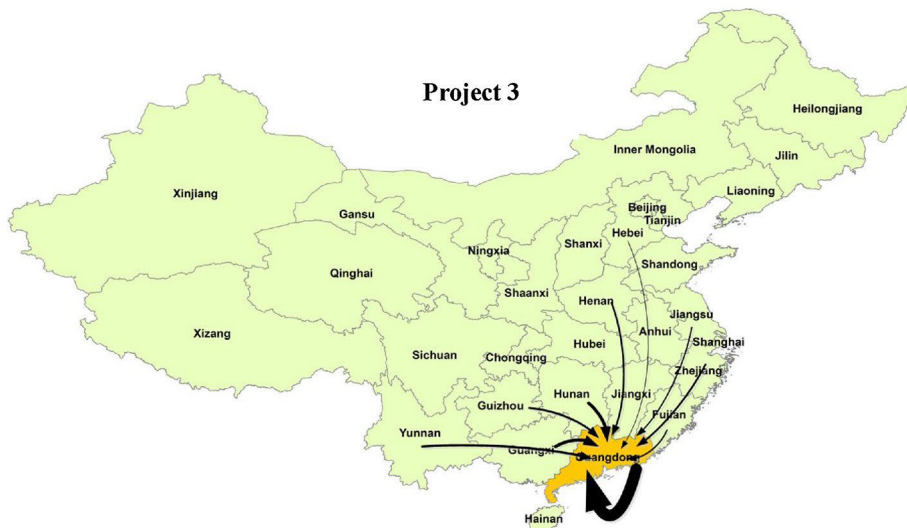 Project 3
Heilongjiang
Inner Mongolia
Jilin
Xinjiang
Liaoning
Gansu
Beijing
Tianjin
Hebei
Ningxia
Shanxi
Shandong
Qinghai
Shaanxi
Henan
Jiangsu
Xizang
Anhui
Shanghai
Hubei
Sichuan
Chongqing
Zhejiang
Hunan
Jiangxi
Guizhou
Fujian
Yunnan
Guangxi
Guangdong
Hainan